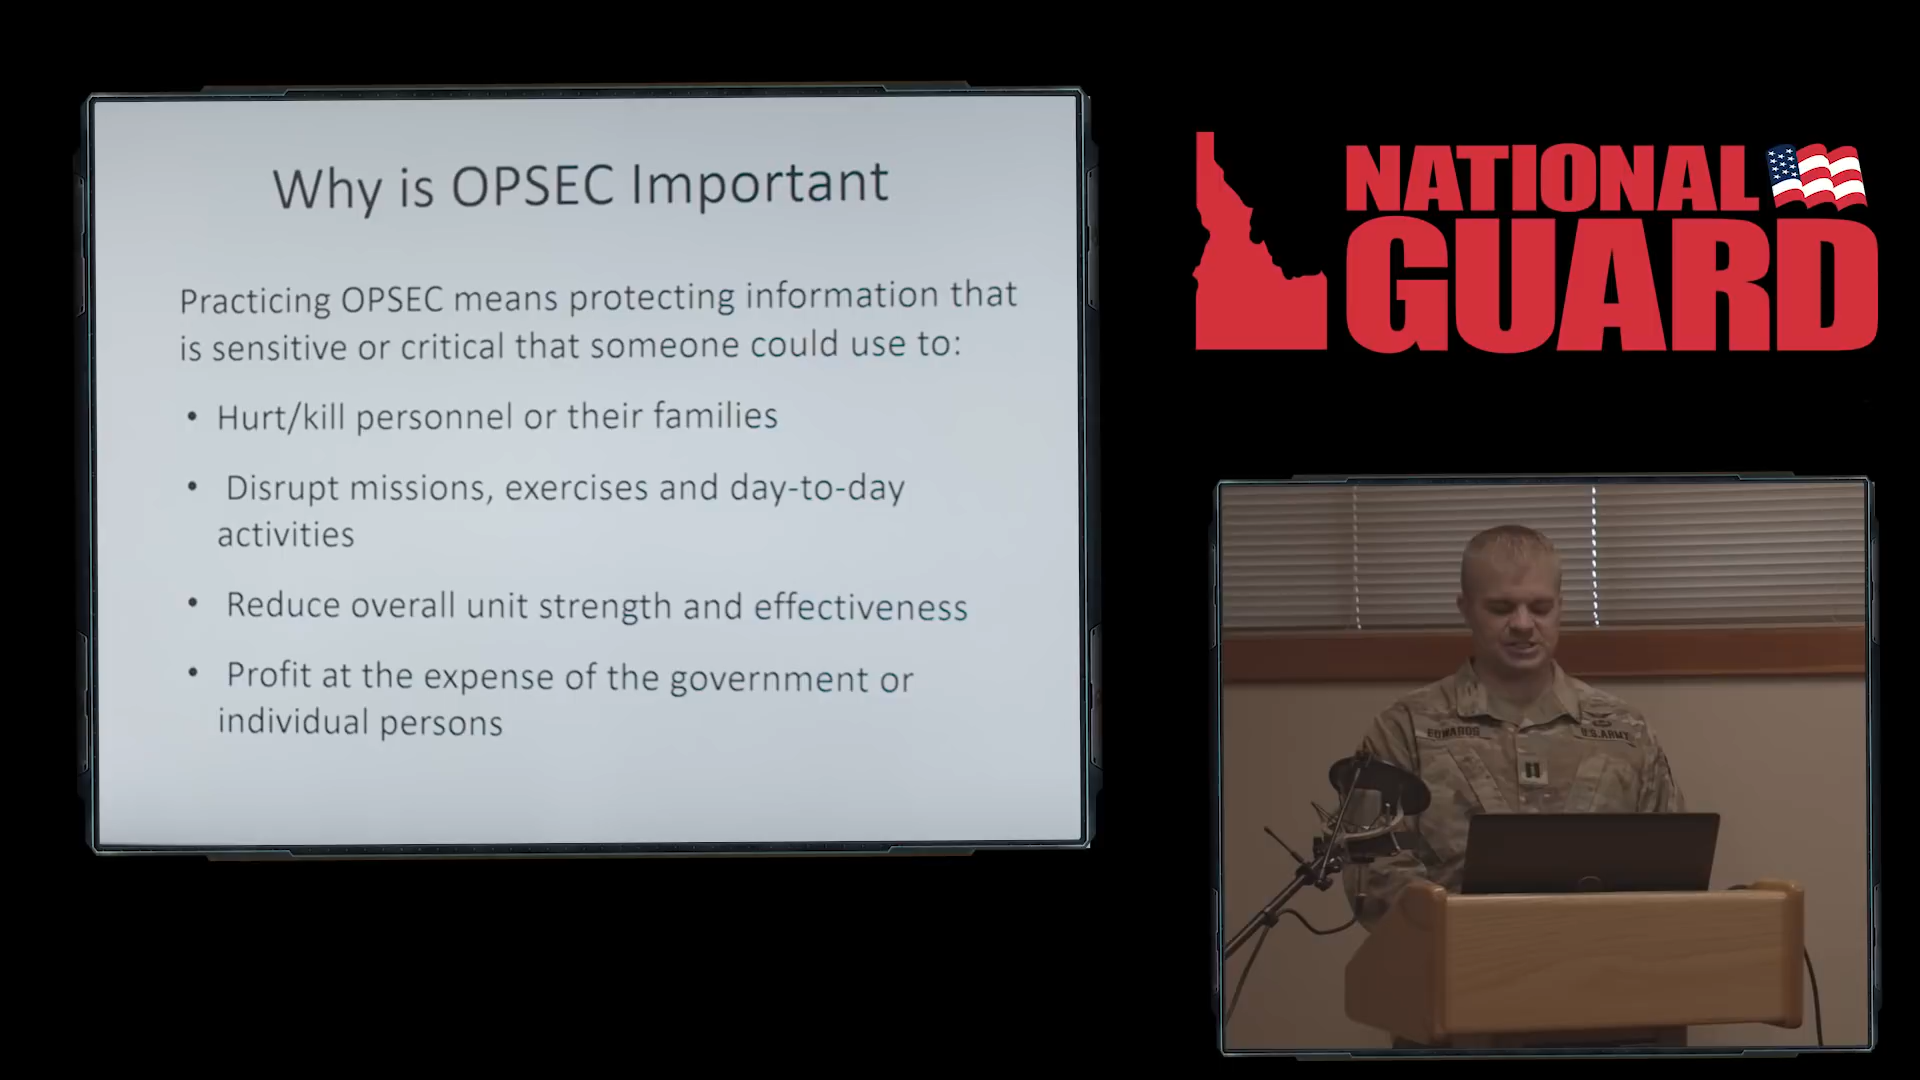 Why is OPSEC Important
Practicing OPSEC means protecting information that
is sensitive or critical that someone could use to:
• Hurt/kill personnel or their families
• Disrupt missions, exercises and day-to-day
activities
• Reduce overall unit strength and effectiveness
• Profit at the expense of the government or
individual persons
NATIONAL
GUARD
EDWARDS
U.S. ARMY